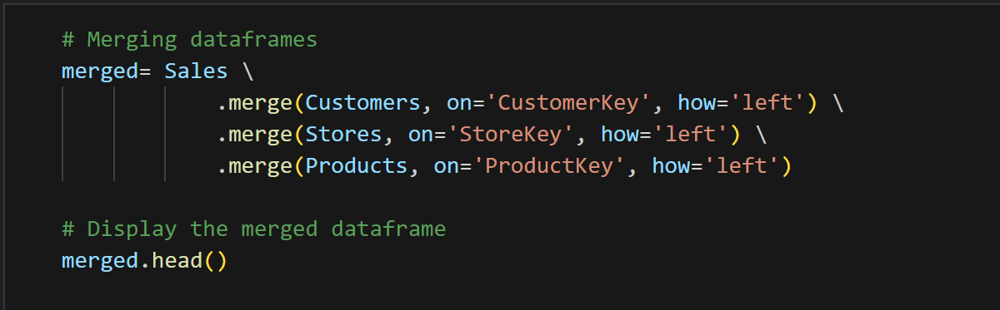 # Merging dataframes
merged= Sales \
.merge(Customers, on='CustomerKey', how='left') \
.merge(Stores, on='StoreKey', how='left') \
.merge(Products, on='ProductKey', how='left')
# Display the merged dataframe
merged.head()